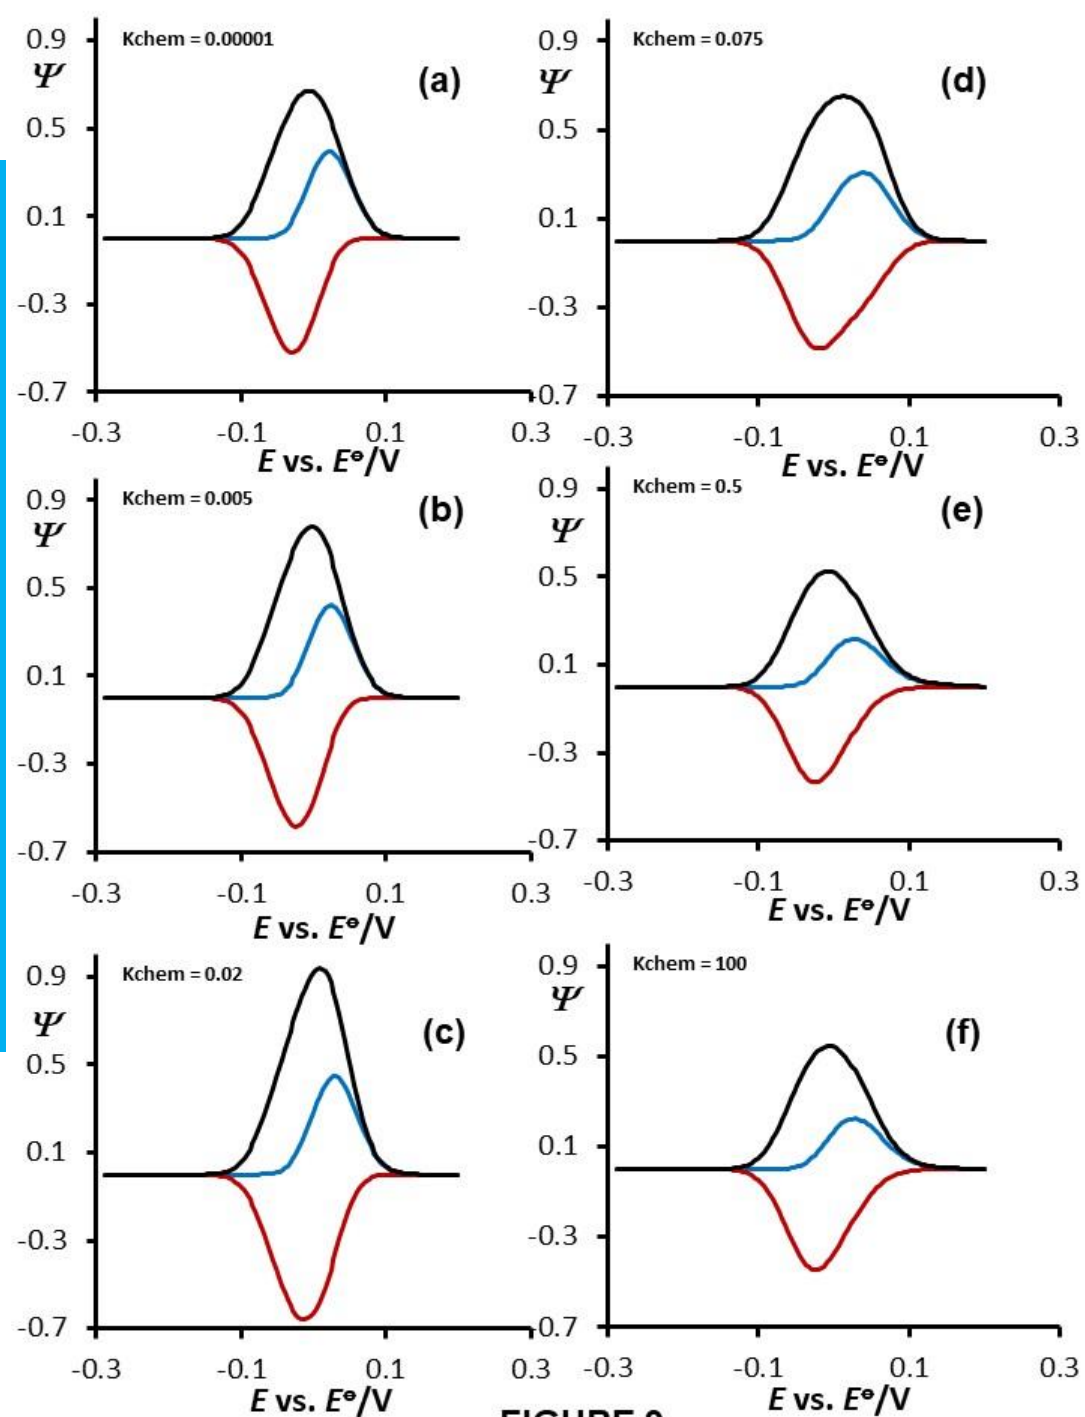 Kchem = 0.00001
(a)
0.9
Ψ
0.5
0.1
-0.3
-0.7
-0.3 -0.1 0.1 0.3
E vs. E⦵/V
Kchem = 0.075
(d)
0.9
Ψ
0.5
0.1
-0.3
-0.7
-0.3 -0.1 0.1 0.3
E vs. E⦵/V
Kchem = 0.005
(b)
0.9
Ψ
0.5
0.1
-0.3
-0.7
-0.3 -0.1 0.1 0.3
E vs. E⦵/V
Kchem = 0.5
(e)
0.9
Ψ
0.5
0.1
-0.3
-0.7
-0.3 -0.1 0.1 0.3
E vs. E⦵/V
Kchem = 0.02
(c)
0.9
Ψ
0.5
0.1
-0.3
-0.7
-0.3 -0.1 0.1 0.3
E vs. E⦵/V
Kchem = 100
(f)
0.9
Ψ
0.5
0.1
-0.3
-0.7
-0.3 -0.1 0.1 0.3
E vs. E⦵/V
FIGURE